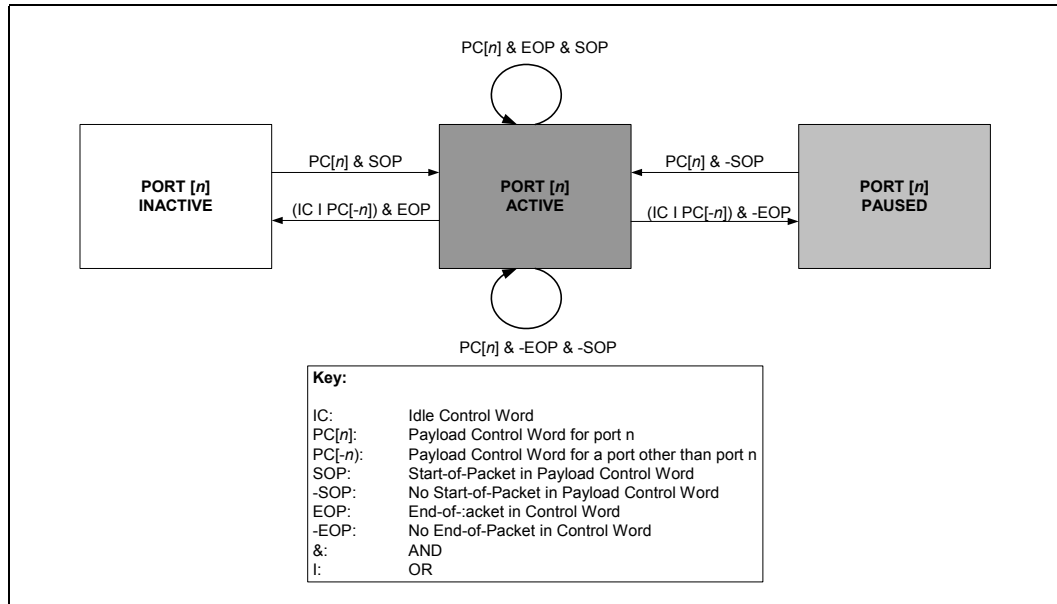 PC[n] & EOP & SOP
PORT [n]
INACTIVE
PC[n] & SOP
(IC I PC[-n]) & EOP
PORT [n]
ACTIVE
PC[n] & -SOP
(IC I PC[-n]) & -EOP
PORT [n]
PAUSED
PC[n] & -EOP & -SOP
Key:
IC: Idle Control Word
PC[n]: Payload Control Word for port n
PC[-n): Payload Control Word for a port other than port n
SOP: Start-of-Packet in Payload Control Word
-SOP: No Start-of-Packet in Payload Control Word
EOP: End-of-:acket in Control Word
-EOP: No End-of-Packet in Control Word
&: AND
I: OR